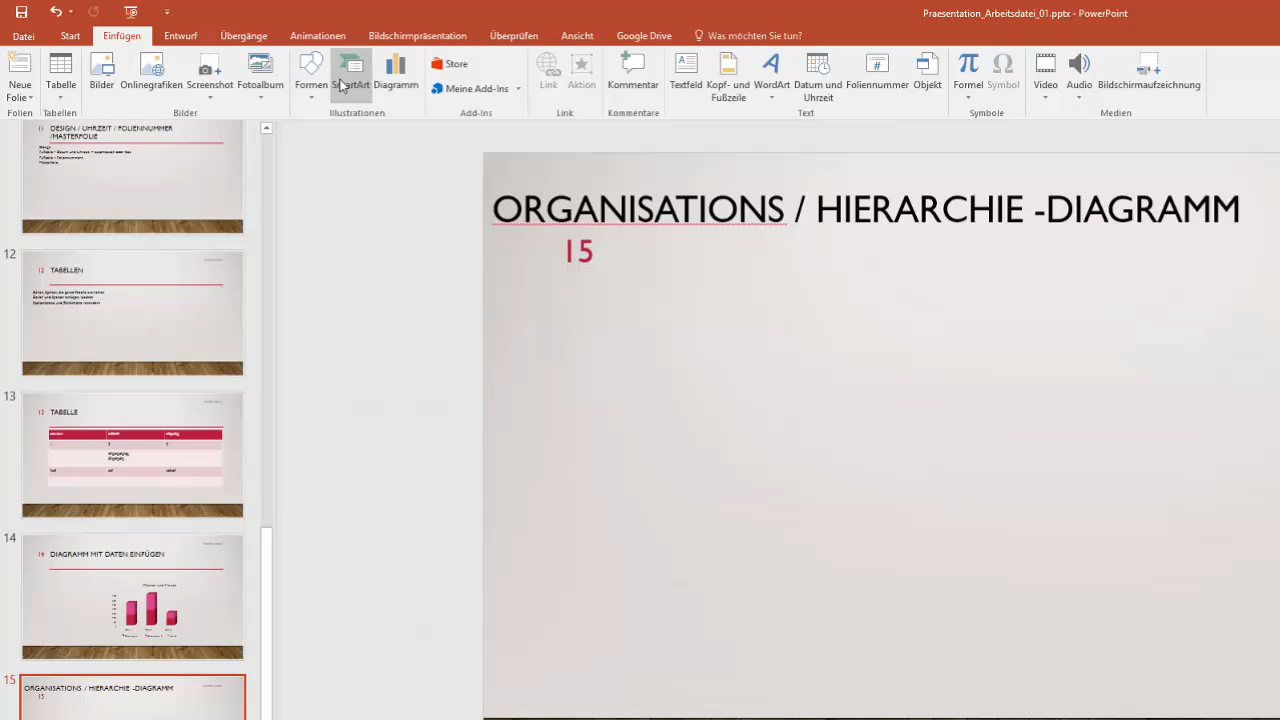 Praesentation_Arbeitsdatei_01.pptx - PowerPoint
Datei Start Einfügen Entwurf Übergänge Animationen Bildschirmpräsentation Überprüfen Ansicht Google Drive Was möchten Sie tun?
Neue Folie Tabelle Bilder Onlinegrafiken Screenshot Fotoalbum Formen SmartArt Diagramm Store Meine Add-Ins Link Aktion Kommentar Textfeld Kopf- und Fußzeile WordArt Datum und Uhrzeit Foliennummer Objekt Formel Symbol Video Audio Bildschirmaufzeichnung
Folien Tabellen Bilder Illustrationen Add-Ins Link Kommentare Text Symbole Medien
11 DESIGN / UHRZEIT / FOLIENNUMMER
/MASTERFOLIE
12
12 TABELLEN
13
13 TABELLE
14
14 DIAGRAMM MIT DATEN EINFÜGEN
15
ORGANISATIONS / HIERARCHIE -DIAGRAMM
15
ORGANISATIONS / HIERARCHIE -DIAGRAMM
15